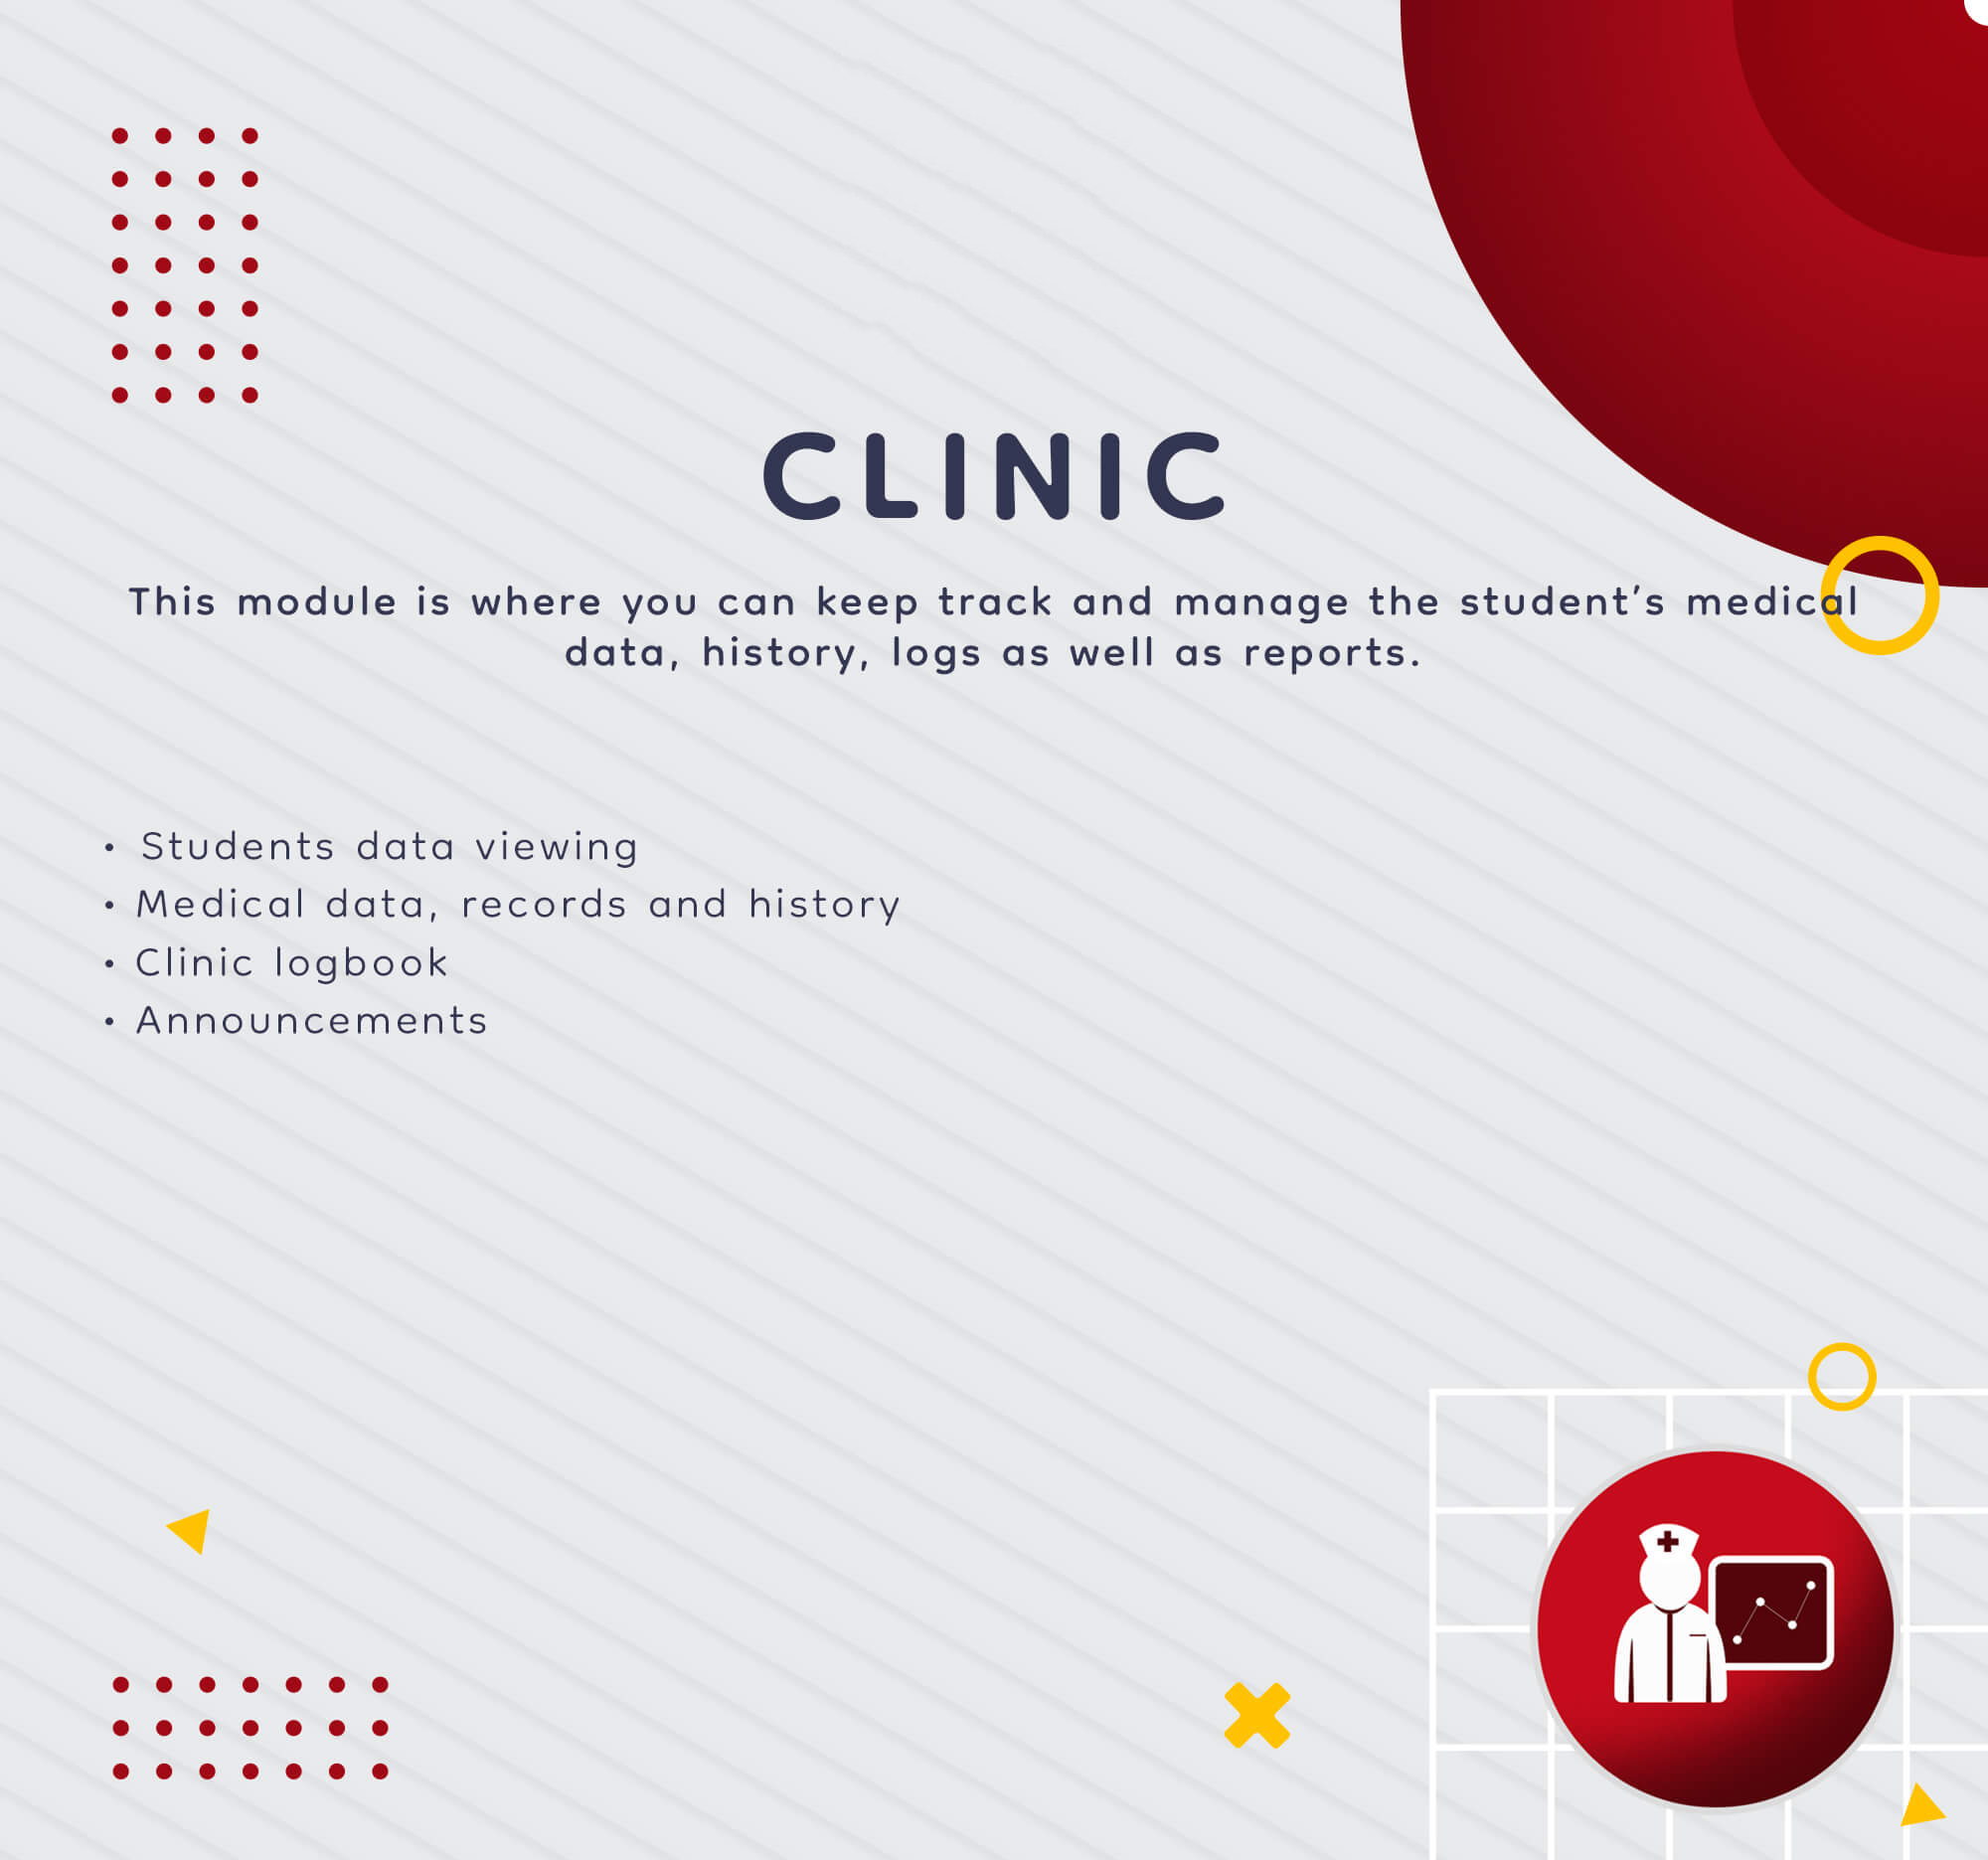 CLINIC
This module is where you can keep track and manage the student’s medical
data, history, logs as well as reports.
• Students data viewing
• Medical data, records and history
• Clinic logbook
• Announcements